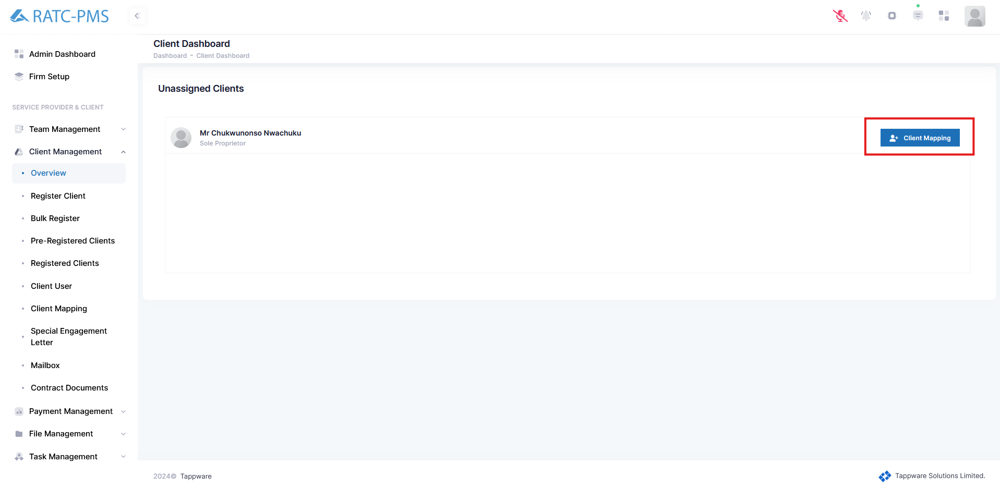 RATC-PMS
Admin Dashboard
Firm Setup
SERVICE PROVIDER & CLIENT
Team Management
Client Management
Overview
Register Client
Bulk Register
Pre-Registered Clients
Registered Clients
Client User
Client Mapping
Special Engagement
Letter
Mailbox
Contract Documents
Payment Management
File Management
Task Management
Client Dashboard
Dashboard - Client Dashboard
Unassigned Clients
Mr Chukwunonso Nwachuku
Sole Proprietor
Client Mapping
2024© Tappware
Tappware Solutions Limited.